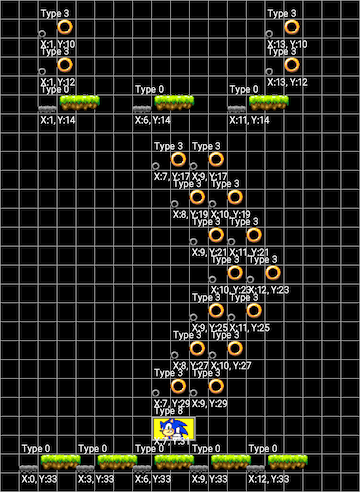 Type 3 Type 3
X:1, Y:10 X:13, Y:10
Type 3 Type 3
X:1, Y:12 X:13, Y:12
Type 0 Type 0 Type 0
X:1, Y:14 X:6, Y:14 X:11, Y:14
Type 3 Type 3
X:7, Y:17 X:9, Y:17
Type 3 Type 3
X:8, Y:19 X:10, Y:19
Type 3 Type 3
X:9, Y:21 X:11, Y:21
Type 3 Type 3
X:10, Y:23 X:12, Y:23
Type 3 Type 3
X:9, Y:25 X:11, Y:25
Type 3 Type 3
X:8, Y:27 X:10, Y:27
Type 3 Type 3
X:7, Y:29 X:9, Y:29
Type 8
X:7, Y:31
Type 0 Type 0 Type 0 Type 0 Type 0
X:0, Y:33 X:3, Y:33 X:6, Y:33 X:9, Y:33 X:12, Y:33